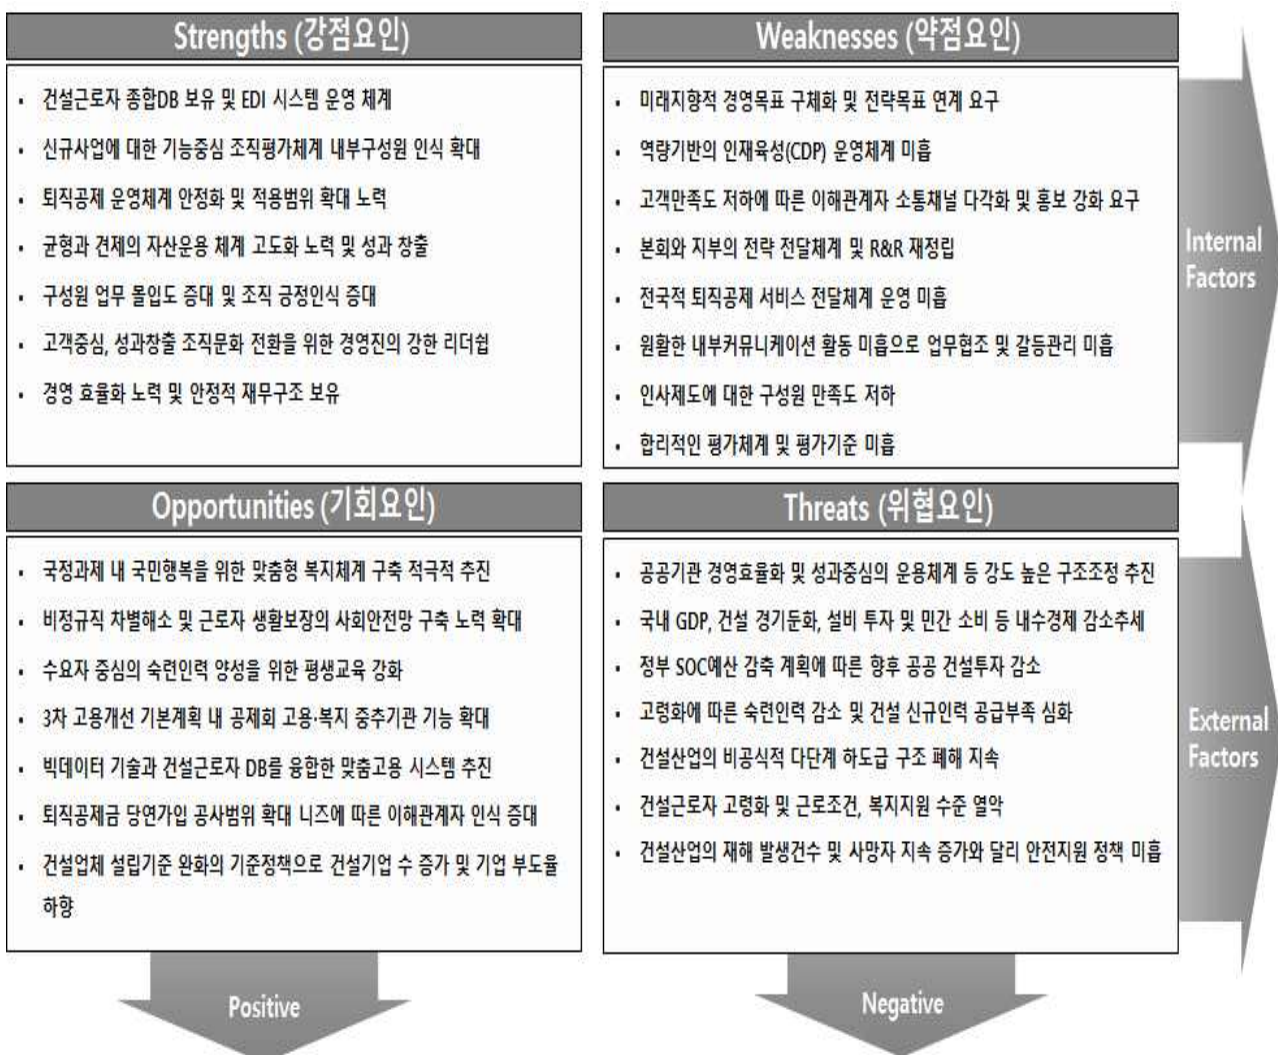 Strengths (강점요인)
• 건설근로자 종합DB 보유 및 EDI 시스템 운영 체계
• 신규사업에 대한 기능중심 조직평가체계 내부구성원 인식 확대
• 퇴직공제 운영체계 안정화 및 적용범위 확대 노력
• 균형과 견제의 자산운용 체계 고도화 노력 및 성과 창출
• 구성원 업무 몰입도 증대 및 조직 긍정인식 증대
• 고객중심, 성과창출 조직문화 전환을 위한 경영진의 강한 리더쉽
• 경영 효율화 노력 및 안정적 재무구조 보유
Weaknesses (약점요인)
• 미래지향적 경영목표 구체화 및 전략목표 연계 요구
• 역량기반의 인재육성(CDP) 운영체계 미흡
• 고객만족도 저하에 따른 이해관계자 소통채널 다각화 및 홍보 강화 요구
• 본회와 지부의 전략 전달체계 및 R&R 재정립
• 전국적 퇴직공제 서비스 전달체계 운영 미흡
• 원활한 내부커뮤니케이션 활동 미흡으로 업무협조 및 갈등관리 미흡
• 인사제도에 대한 구성원 만족도 저하
• 합리적인 평가체계 및 평가기준 미흡
Internal
Factors
Opportunities (기회요인)
• 국정과제 내 국민행복을 위한 맞춤형 복지체계 구축 적극적 추진
• 비정규직 차별해소 및 근로자 생활보장의 사회안전망 구축 노력 확대
• 수요자 중심의 숙련인력 양성을 위한 평생교육 강화
• 3차 고용개선 기본계획 내 공제회 고용·복지 중추기관 기능 확대
• 빅데이터 기술과 건설근로자 DB를 융합한 맞춤고용 시스템 추진
• 퇴직공제금 당연가입 공사범위 확대 니즈에 따른 이해관계자 인식 증대
• 건설업체 설립기준 완화의 기준정책으로 건설기업 수 증가 및 기업 부도율
하향
Threats (위협요인)
• 공공기관 경영효율화 및 성과중심의 운용체계 등 강도 높은 구조조정 추진
• 국내 GDP, 건설 경기둔화, 설비 투자 및 민간 소비 등 내수경제 감소추세
• 정부 SOC예산 감축 계획에 따른 향후 공공 건설투자 감소
• 고령화에 따른 숙련인력 감소 및 건설 신규인력 공급부족 심화
• 건설산업의 비공식적 다단계 하도급 구조 폐해 지속
• 건설근로자 고령화 및 근로조건, 복지지원 수준 열악
• 건설산업의 재해 발생건수 및 사망자 지속 증가와 달리 안전지원 정책 미흡
External
Factors
Positive
Negative